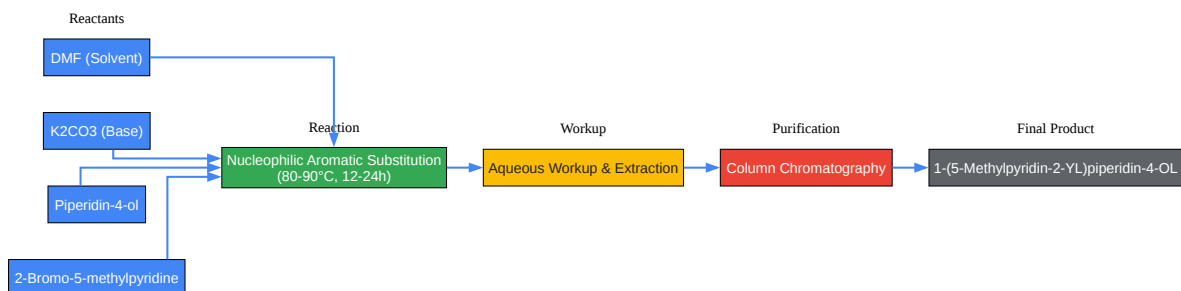 Reactants
DMF (Solvent)
K2CO3 (Base)
Piperidin-4-ol
2-Bromo-5-methylpyridine
Reaction
Nucleophilic Aromatic Substitution
(80-90°C, 12-24h)
Workup
Aqueous Workup & Extraction
Purification
Column Chromatography
Final Product
1-(5-Methylpyridin-2-YL)piperidin-4-OL